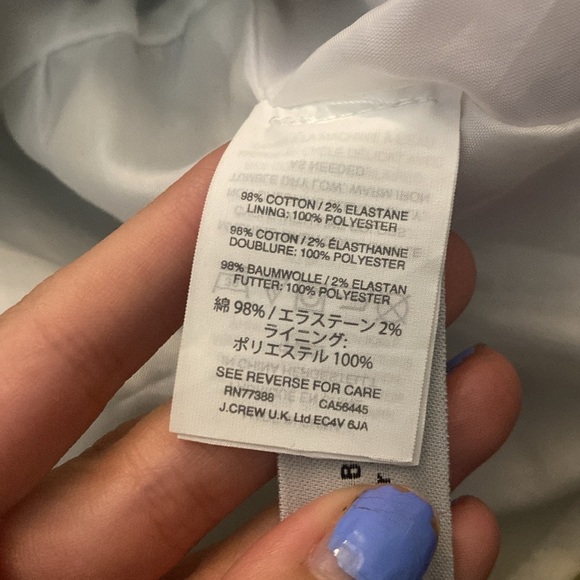 98% COTTON / 2% ELASTANE
LINING: 100% POLYESTER
98% COTON / 2% ÉLASTHANNE
DOUBLURE: 100% POLYESTER
98% BAUMWOLLE / 2% ELASTAN
FUTTER: 100% POLYESTER
綿 98% / エラステーン 2%
ライニング:
ポリエステル 100%
SEE REVERSE FOR CARE
RN77388 CA56445
J.CREW U.K. Ltd EC4V 6JA
B